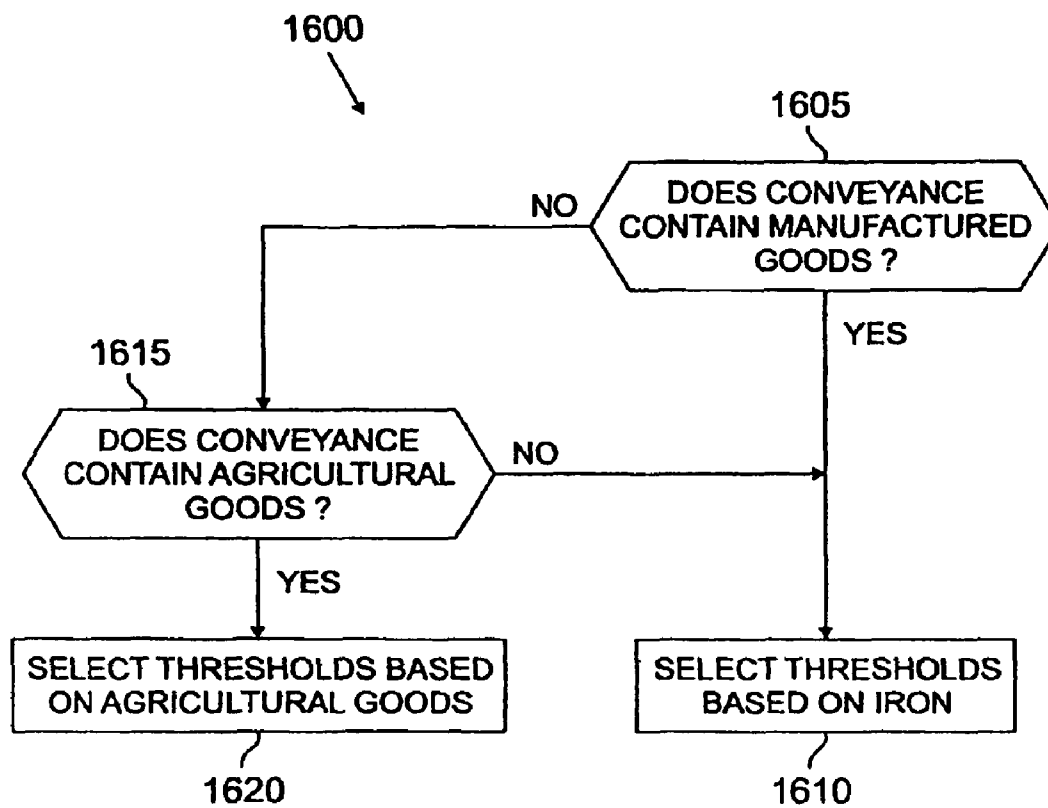 1600
1605
DOES CONVEYANCE
CONTAIN MANUFACTURED
GOODS ?
NO
YES
1615
DOES CONVEYANCE
CONTAIN AGRICULTURAL
GOODS ?
NO
YES
SELECT THRESHOLDS BASED
ON AGRICULTURAL GOODS
SELECT THRESHOLDS
BASED ON IRON
1620
1610